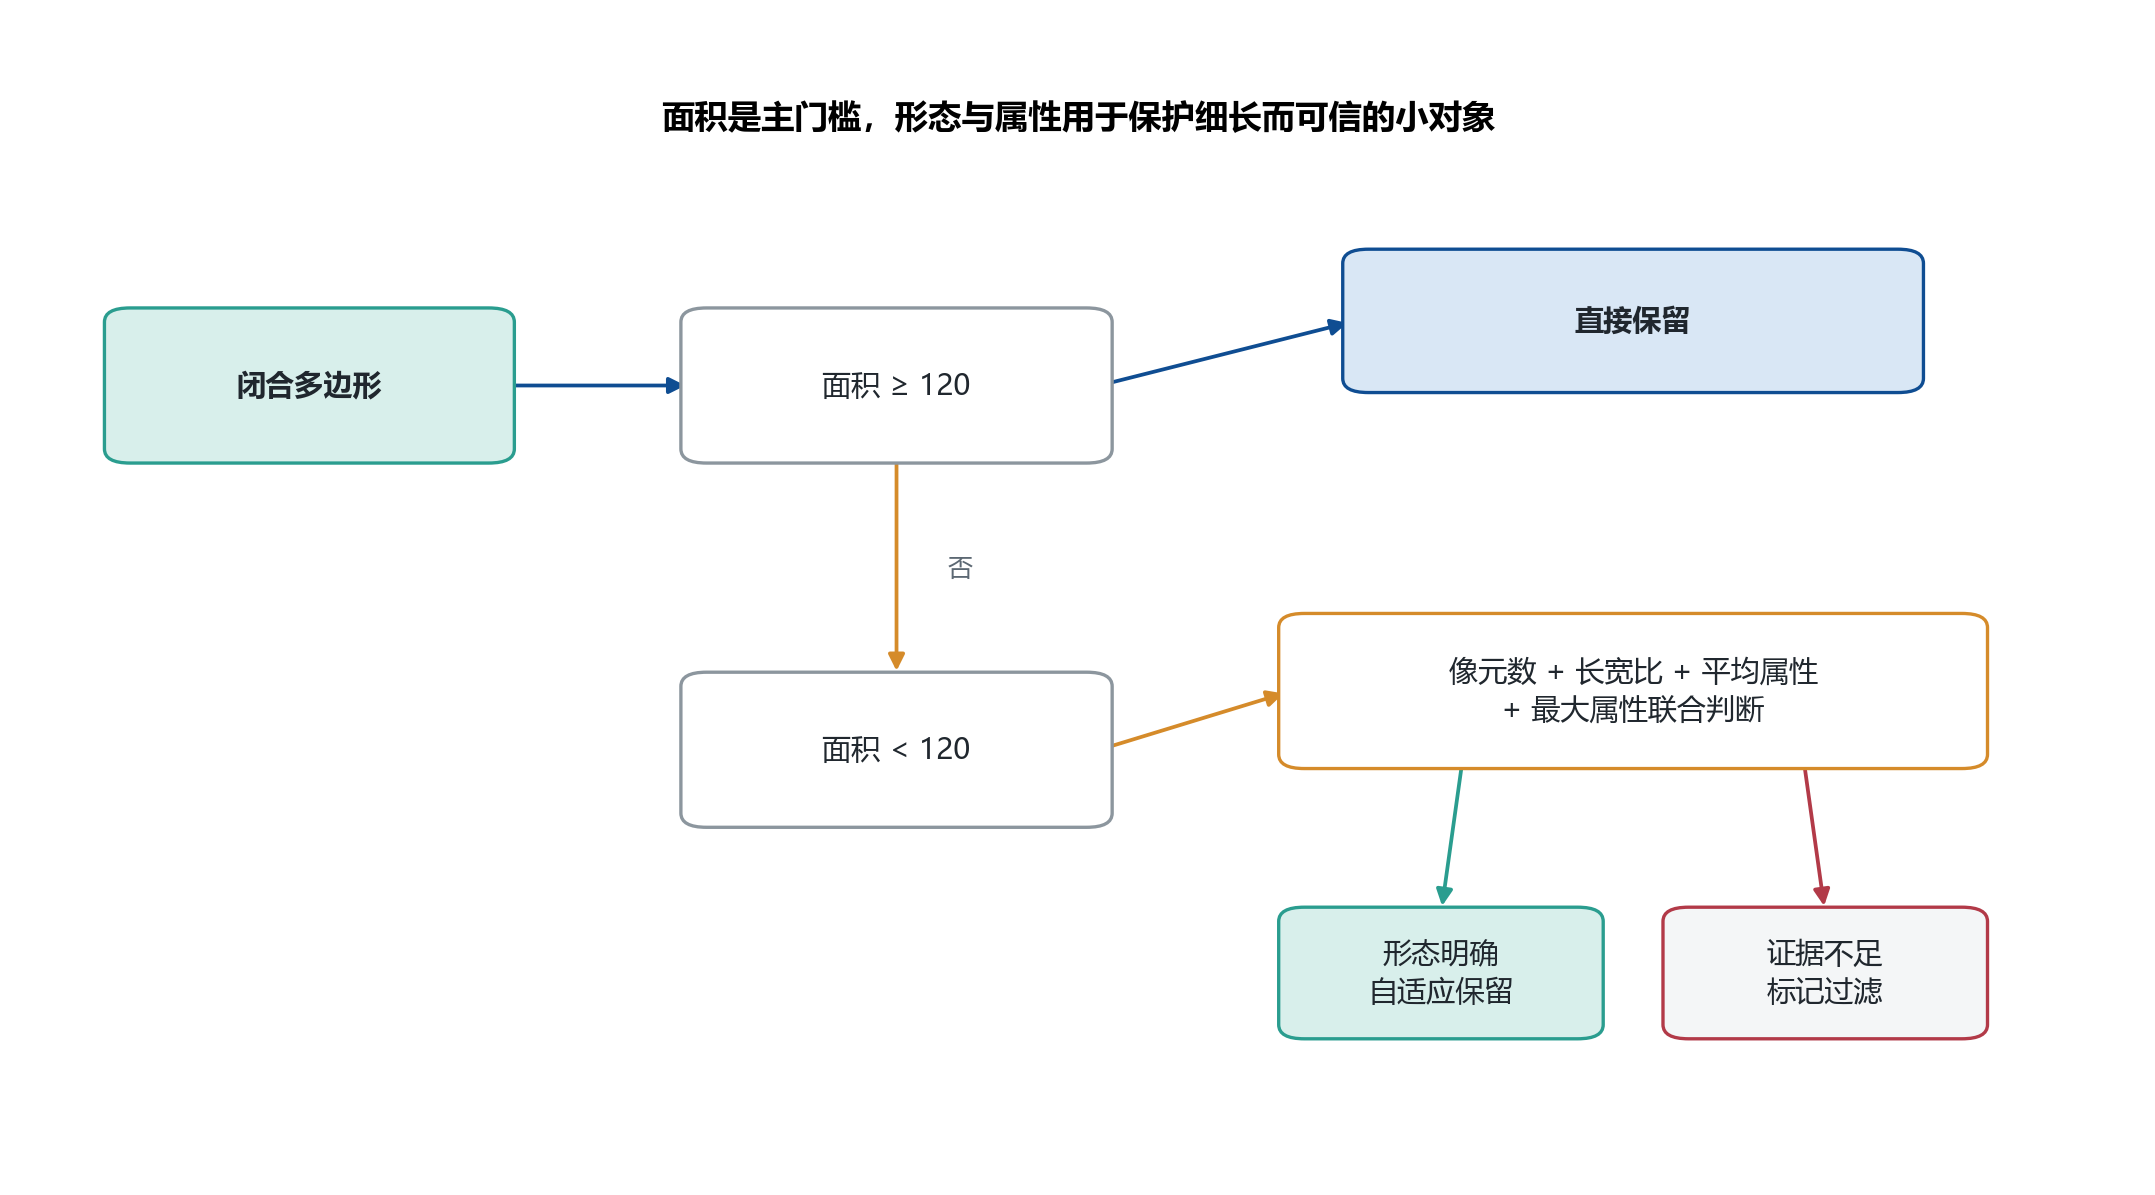 面积是主门槛，形态与属性用于保护细长而可信的小对象
闭合多边形
面积 ≥ 120
直接保留
否
面积 < 120
像元数 + 长宽比 + 平均属性
+ 最大属性联合判断
形态明确
自适应保留
证据不足
标记过滤